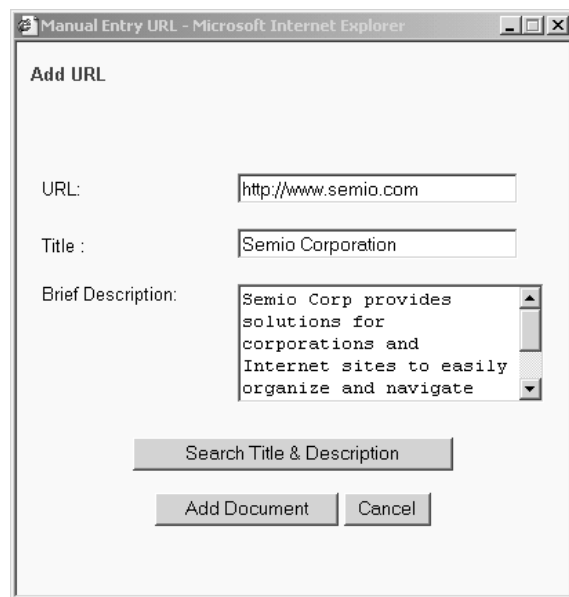 Manual Entry URL - Microsoft Internet Explorer
Add URL
URL:
http://www.semio.com
Title :
Semio Corporation
Brief Description:
Semio Corp provides
solutions for
corporations and
Internet sites to easily
organize and navigate
Search Title & Description
Add Document
Cancel